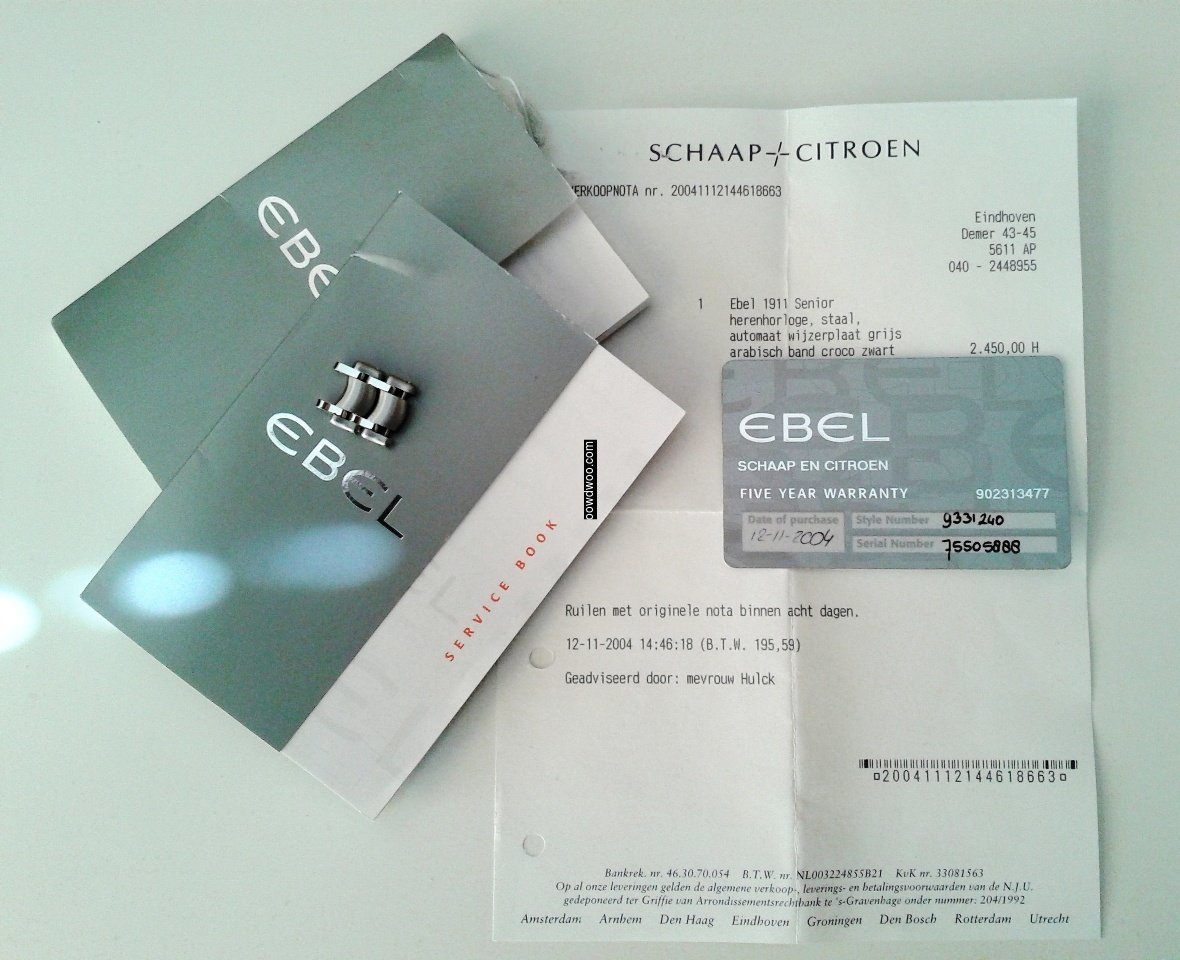 EBE
EBEL
SERVICE BOOK
powdwoo.com
SCHAAP+CITROEN
VERKOOPNOTA nr. 20041112144618663
Eindhoven
Demer 43-45
5611 AP
040 - 2448955
1 Ebel 1911 Senior
herenhorloge, staal,
automaat wijzerplaat grijs
arabisch band croco zwart 2.450,00 H
EBEL
SCHAAP EN CITROEN
FIVE YEAR WARRANTY 902313477
Date of purchase 12-11-2004
Style Number 9331240
Serial Number 75505888
Ruilen met originele nota binnen acht dagen.
12-11-2004 14:46:18 (B.T.W. 195,59)
Geadviseerd door: mevrouw Hulck
20041112144618663
Bankrek. nr. 46.30.70.054 B.T.W. nr. NL003224855B21 KvK nr. 33081563
Op al onze leveringen gelden de algemene verkoop-, leverings- en betalingsvoorwaarden van de N.J.U.
gedeponeerd ter Griffie van Arrondissementsrechtbank te 's-Gravenhage onder nummer: 204/1992
Amsterdam Arnhem Den Haag Eindhoven Groningen Den Bosch Rotterdam Utrecht